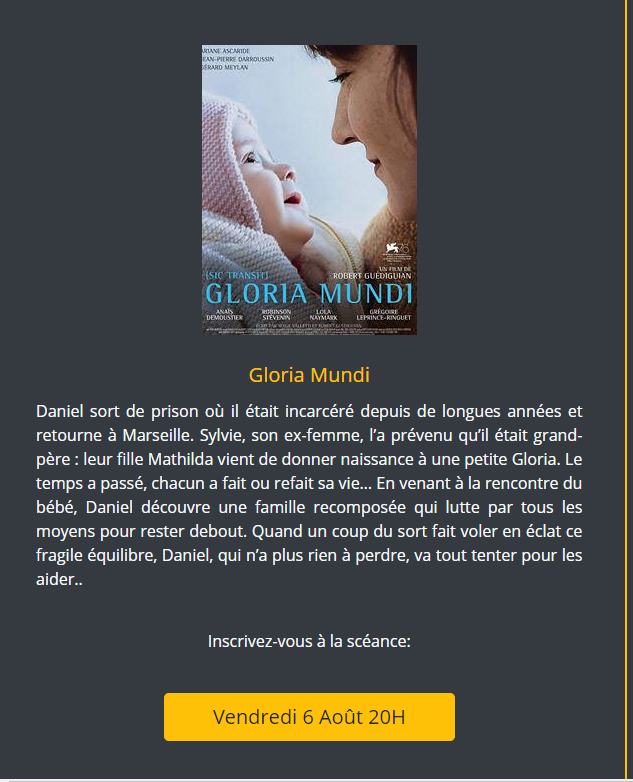 ARIANE ASCARIDE
JEAN-PIERRE DARROUSSIN
GÉRARD MEYLAN
UN FILM DE
ROBERT GUÉDIGUIAN
(SIC TRANSIT)
GLORIA MUNDI
ANAÏS DEMOUSTIER
ROBINSON STÉVENIN
LOLA NAYMARK
GRÉGOIRE LEPRINCE-RINGUET
Gloria Mundi
Daniel sort de prison où il était incarcéré depuis de longues années et
retourne à Marseille. Sylvie, son ex-femme, l’a prévenu qu’il était grand-
père : leur fille Mathilda vient de donner naissance à une petite Gloria. Le
temps a passé, chacun a fait ou refait sa vie... En venant à la rencontre du
bébé, Daniel découvre une famille recomposée qui lutte par tous les
moyens pour rester debout. Quand un coup du sort fait voler en éclat ce
fragile équilibre, Daniel, qui n’a plus rien à perdre, va tout tenter pour les
aider..
Inscrivez-vous à la scéance:
Vendredi 6 Août 20H